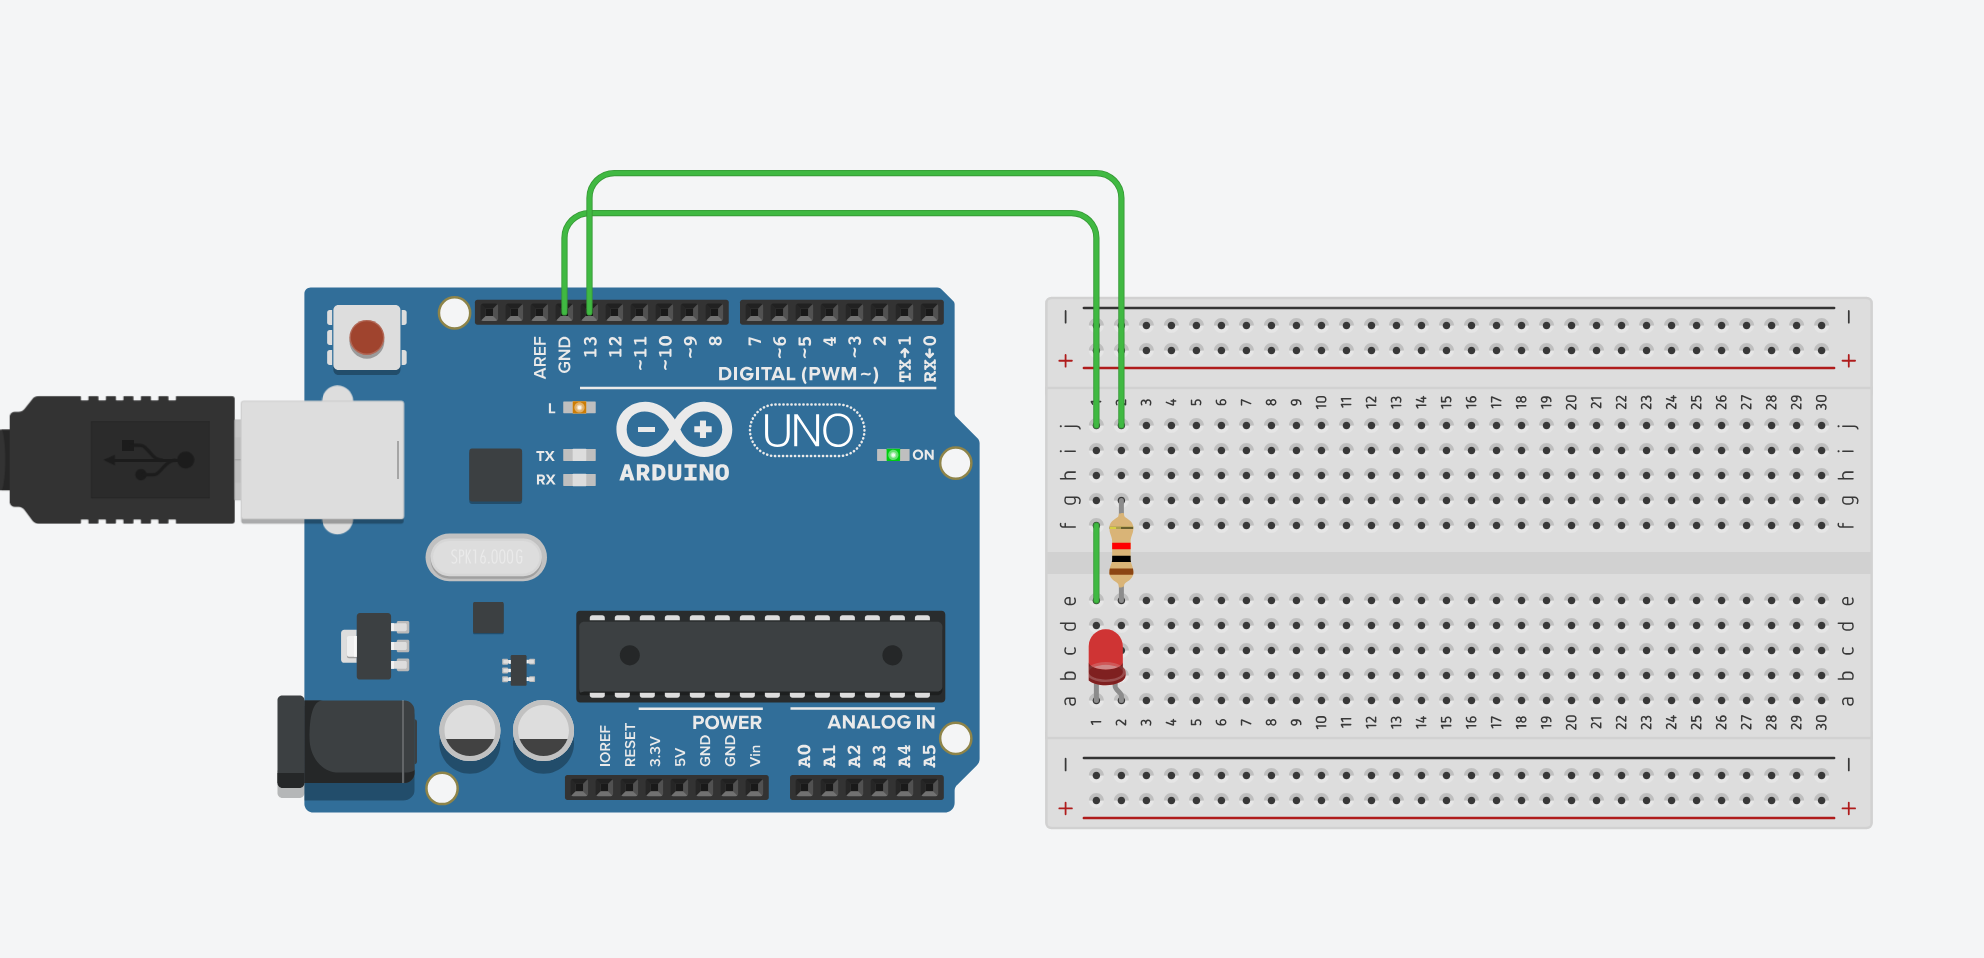 AREF GND 13 12 ~11 ~10 ~9 8 7 ~6 ~5 4 ~3 2 TX→1 RX←0
DIGITAL (PWM~)
L
UNO
TX
ON
RX
ARDUINO
SPK16.000G
POWER
ANALOG IN
IOREF RESET 3.3V 5V GND GND Vin A0 A1 A2 A3 A4 A5
− −
+ +
1 2 3 4 5 6 7 8 9 10 11 12 13 14 15 16 17 18 19 20 21 22 23 24 25 26 27 28 29 30
j j
i i
h h
g g
f f
e e
d d
c c
b b
a a
1 2 3 4 5 6 7 8 9 10 11 12 13 14 15 16 17 18 19 20 21 22 23 24 25 26 27 28 29 30
− −
+ +